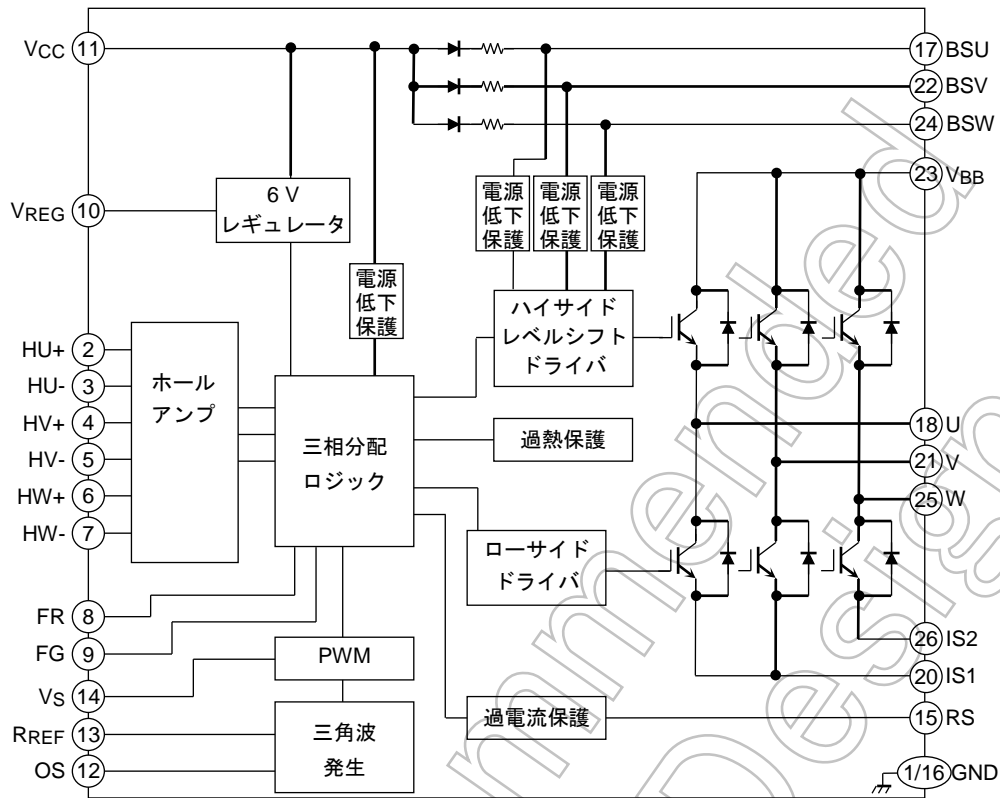 VCC 11
17 BSU
22 BSV
24 BSW
23 VBB
6 V
レギュレータ
VREG 10
電源
低下
保護
電源
低下
保護
電源
低下
保護
電源
低下
保護
ハイサイド
レベルシフト
ドライバ
HU+ 2
HU- 3
HV+ 4
HV- 5
HW+ 6
HW- 7
ホール
アンプ
三相分配
ロジック
過熱保護
18 U
21 V
25 W
ローサイド
ドライバ
FR 8
FG 9
VS 14
RREF 13
OS 12
PWM
三角波
発生
過電流保護
26 IS2
20 IS1
15 RS
1/16 GND
mmended
Design